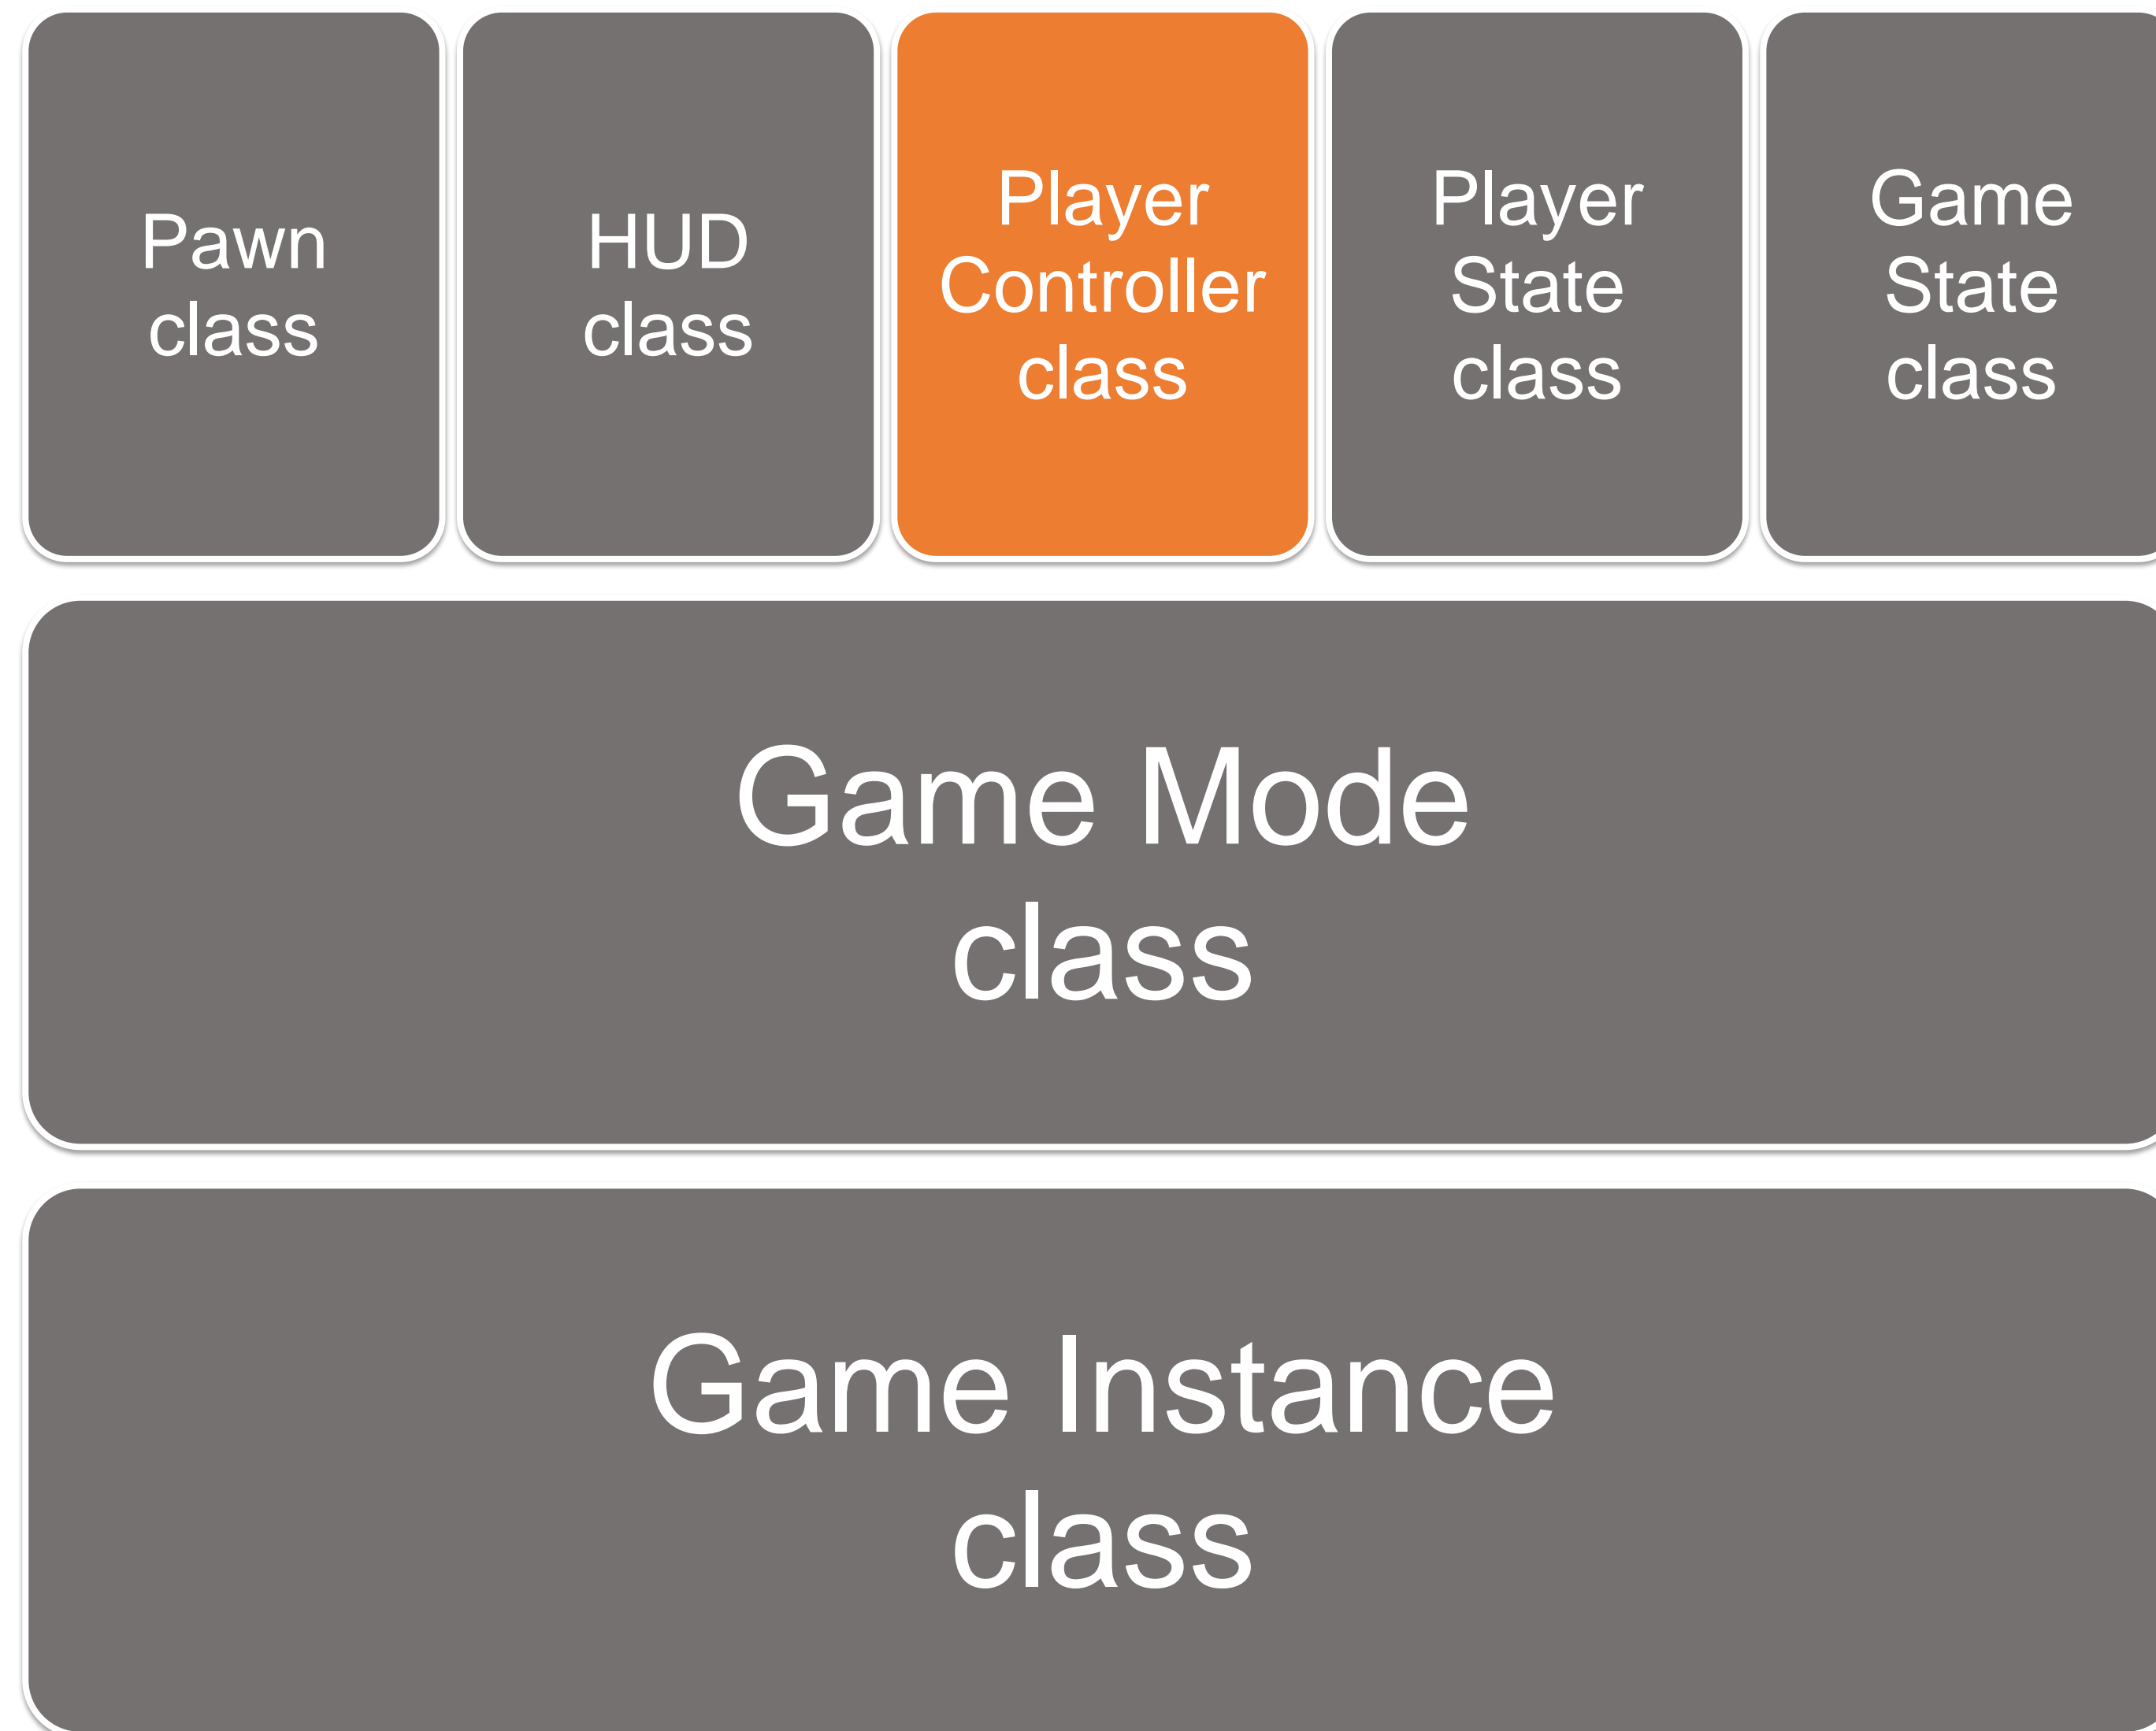 Pawn
class
HUD
class
Player
Controller
class
Player
State
class
Game
State
class
Game Mode
class
Game Instance
class